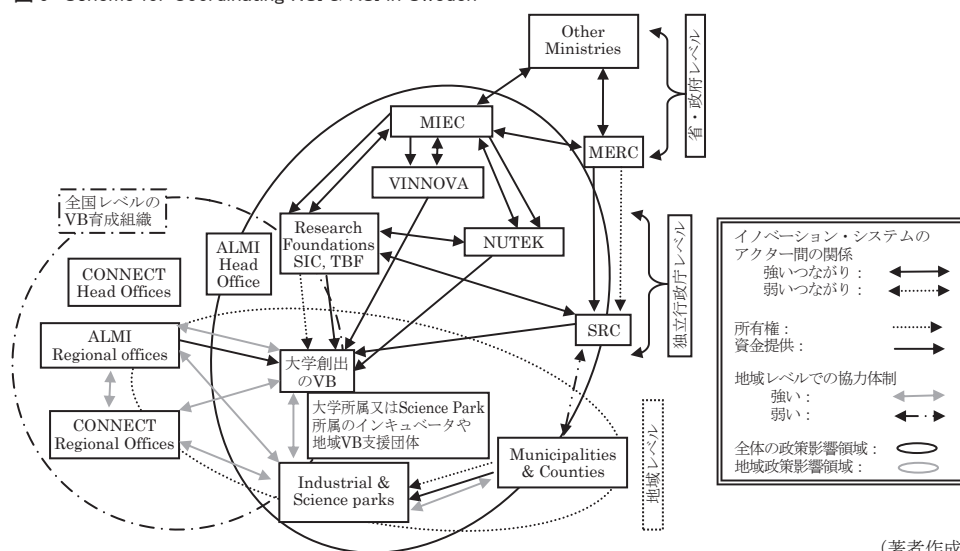 図 6 Scheme for Coordinating NSI & RSI in Sweden
Other
Ministries
省・政府レベル
MIEC
MERC
VINNOVA
全国レベルの
VB育成組織
Research
Foundations
SIC, TBF
NUTEK
ALMI
Head
Office
CONNECT
Head Offices
独立行政庁レベル
ALMI
Regional offices
SRC
大学創出
のVB
大学所属又はScience Park
所属のインキュベータや
地域VB支援団体
CONNECT
Regional Offices
Municipalities
& Counties
Industrial &
Science parks
地域レベル
イノベーション・システムの
アクター間の関係
強いつながり：
弱いつながり：
所有権：
資金提供：
地域レベルでの協力体制
強い：
弱い：
全体の政策影響領域：
地域政策影響領域：
(著者作成